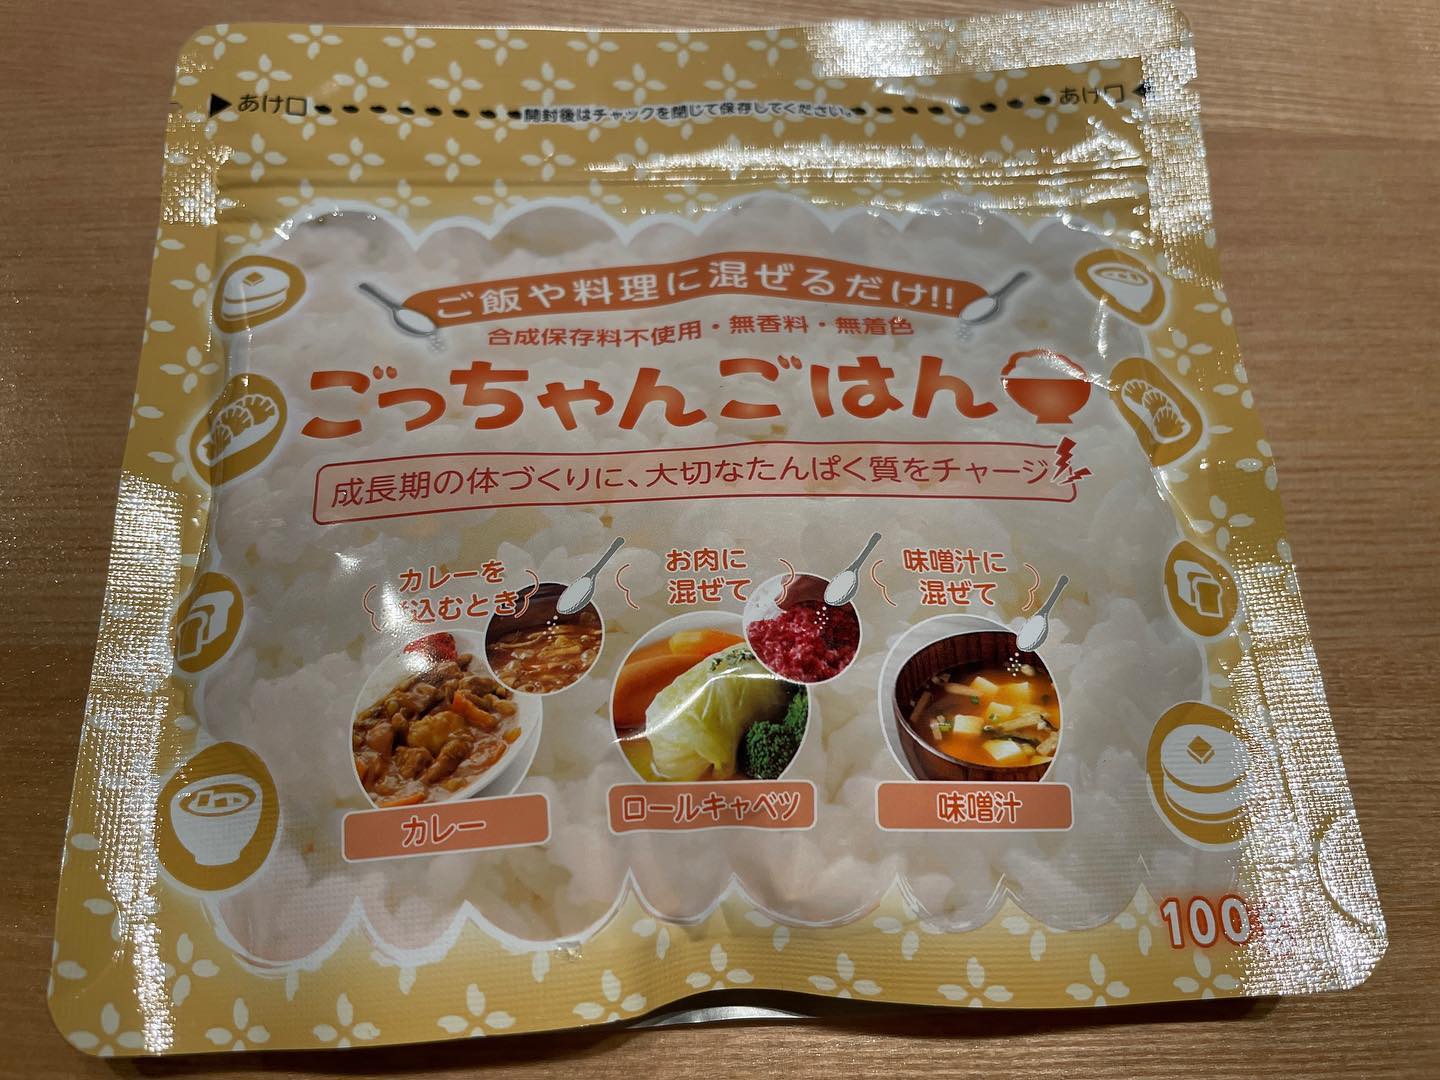 あけ口
開封後はチャックを閉じて保存してください。
あけ口
ご飯や料理に混ぜるだけ!!
合成保存料不使用・無香料・無着色
ごっちゃんごはん
成長期の体づくりに、大切なたんぱく質をチャージ
カレーを
込むとき
お肉に
混ぜて
味噌汁に
混ぜて
カレー
ロールキャベツ
味噌汁
100